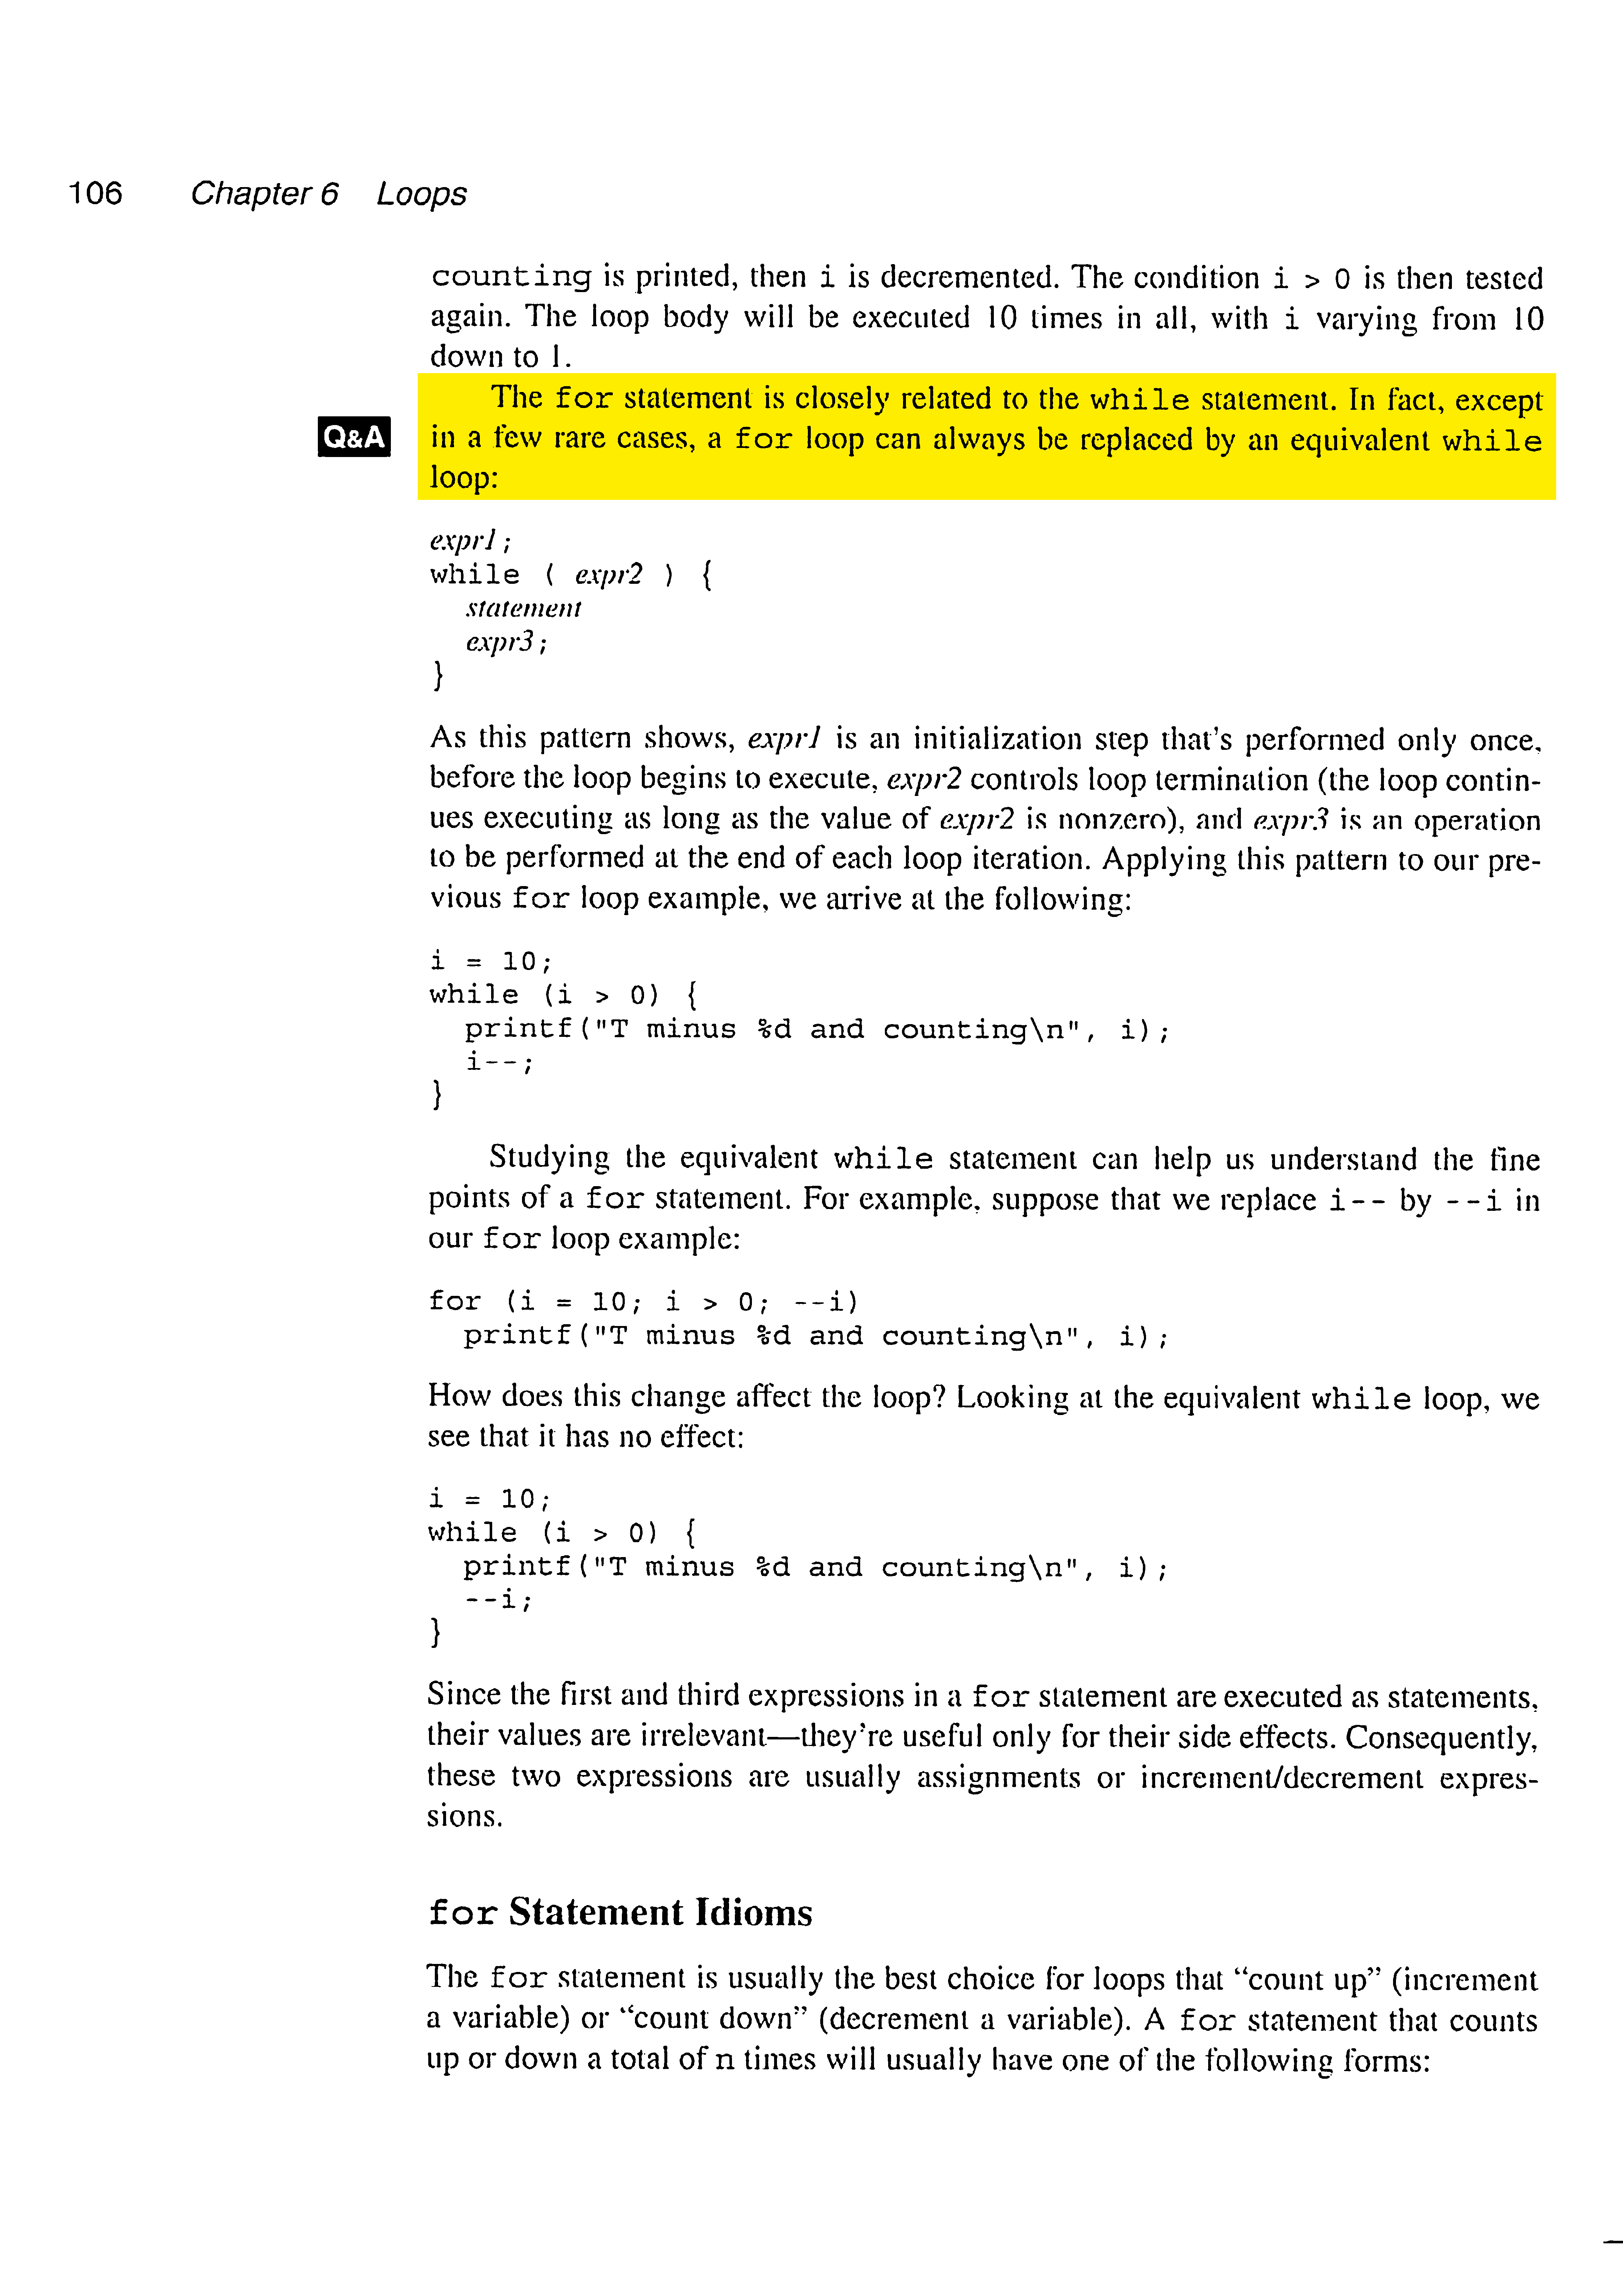 106 Chapter 6 Loops
counting is printed, then i is decremented. The condition i > 0 is then tested
again. The loop body will be executed 10 times in all, with i varying from 10
down to 1.
The for statement is closely related to the while statement. In fact, except
Q&A in a few rare cases, a for loop can always be replaced by an equivalent while
loop:
expr1 ;
while ( expr2 ) {
statement
expr3 ;
}
As this pattern shows, expr1 is an initialization step that's performed only once,
before the loop begins to execute, expr2 controls loop termination (the loop contin-
ues executing as long as the value of expr2 is nonzero), and expr3 is an operation
to be performed at the end of each loop iteration. Applying this pattern to our pre-
vious for loop example, we arrive at the following:
i = 10;
while (i > 0) {
printf("T minus %d and counting\n", i);
i--;
}
Studying the equivalent while statement can help us understand the fine
points of a for statement. For example, suppose that we replace i-- by --i in
our for loop example:
for (i = 10; i > 0; --i)
printf("T minus %d and counting\n", i);
How does this change affect the loop? Looking at the equivalent while loop, we
see that it has no effect:
i = 10;
while (i > 0) {
printf("T minus %d and counting\n", i);
--i;
}
Since the first and third expressions in a for statement are executed as statements,
their values are irrelevant—they're useful only for their side effects. Consequently,
these two expressions are usually assignments or increment/decrement expres-
sions.
for Statement Idioms
The for statement is usually the best choice for loops that “count up” (increment
a variable) or “count down” (decrement a variable). A for statement that counts
up or down a total of n times will usually have one of the following forms: